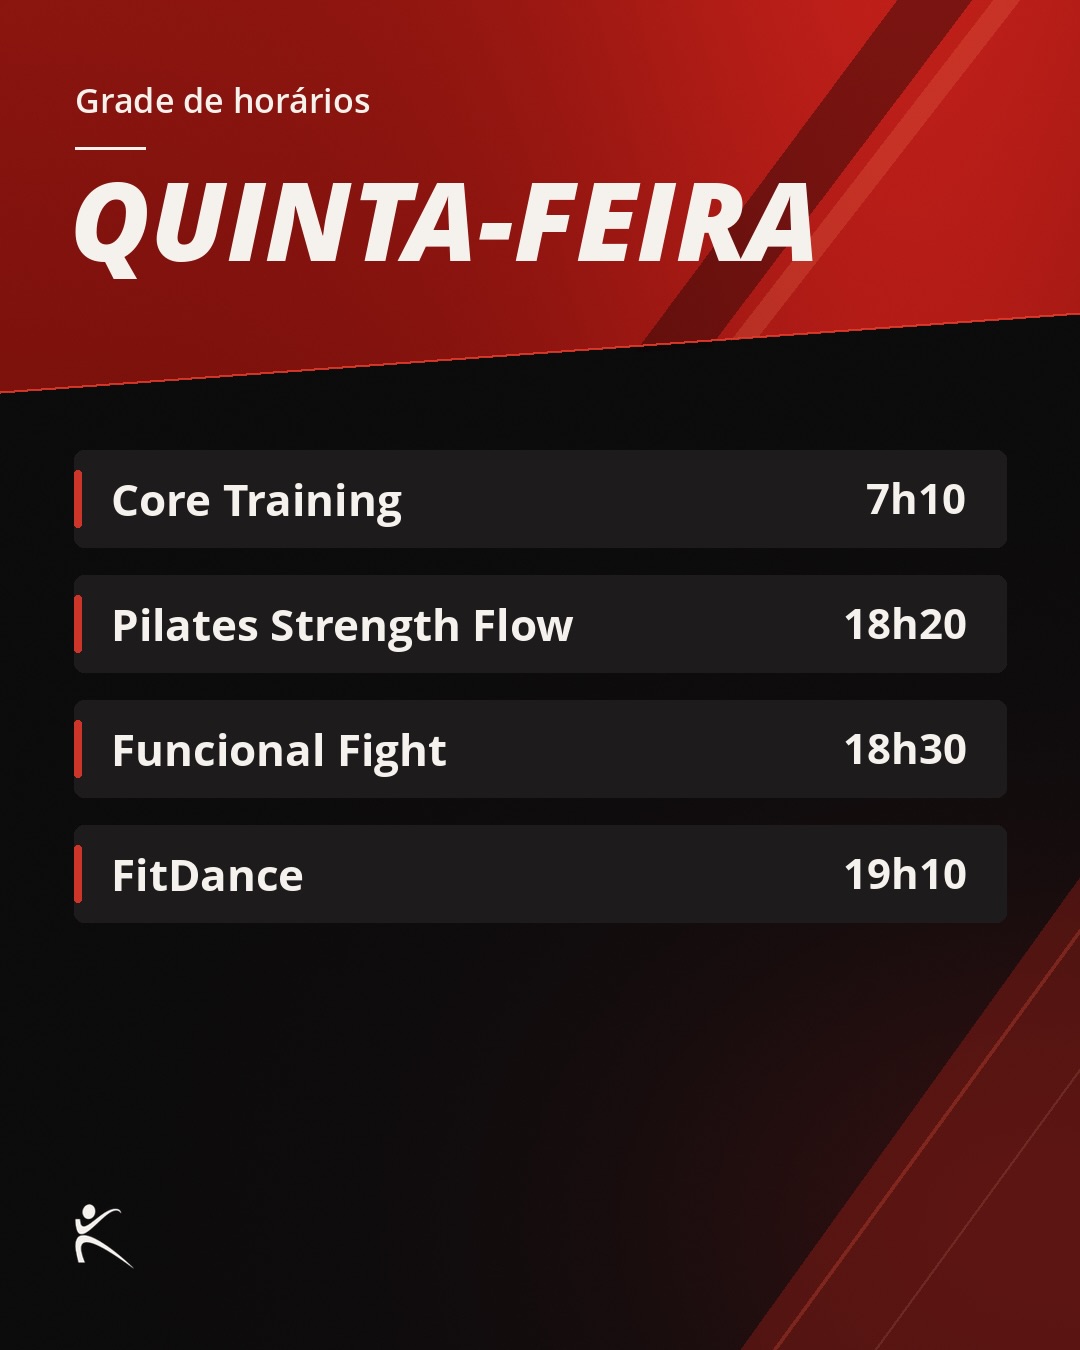 Grade de horários
QUINTA-FEIRA
Core Training 7h10
Pilates Strength Flow 18h20
Funcional Fight 18h30
FitDance 19h10